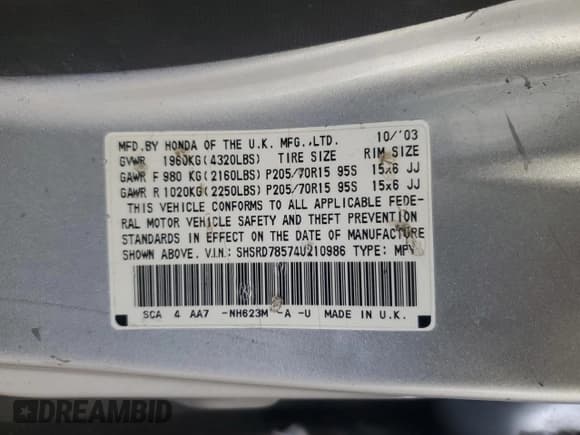 MFD.BY HONDA OF THE U.K. MFG.,LTD. 10/'03
GVWR 1960KG(4320LBS) TIRE SIZE RIM SIZE
GAWR F 980 KG(2160LBS) P205/70R15 95S 15x6 JJ
GAWR R 1020KG(2250LBS) P205/70R15 95S 15x6 JJ
THIS VEHICLE CONFORMS TO ALL APPLICABLE FEDE-
RAL MOTOR VEHICLE SAFETY AND THEFT PREVENTION
STANDARDS IN EFFECT ON THE DATE OF MANUFACTURE
SHOWN ABOVE. V.I.N.: SHSRD78574U210986 TYPE: MPV
SCA 4 AA7 -NH623M -A -U MADE IN U.K.
DREAMBID